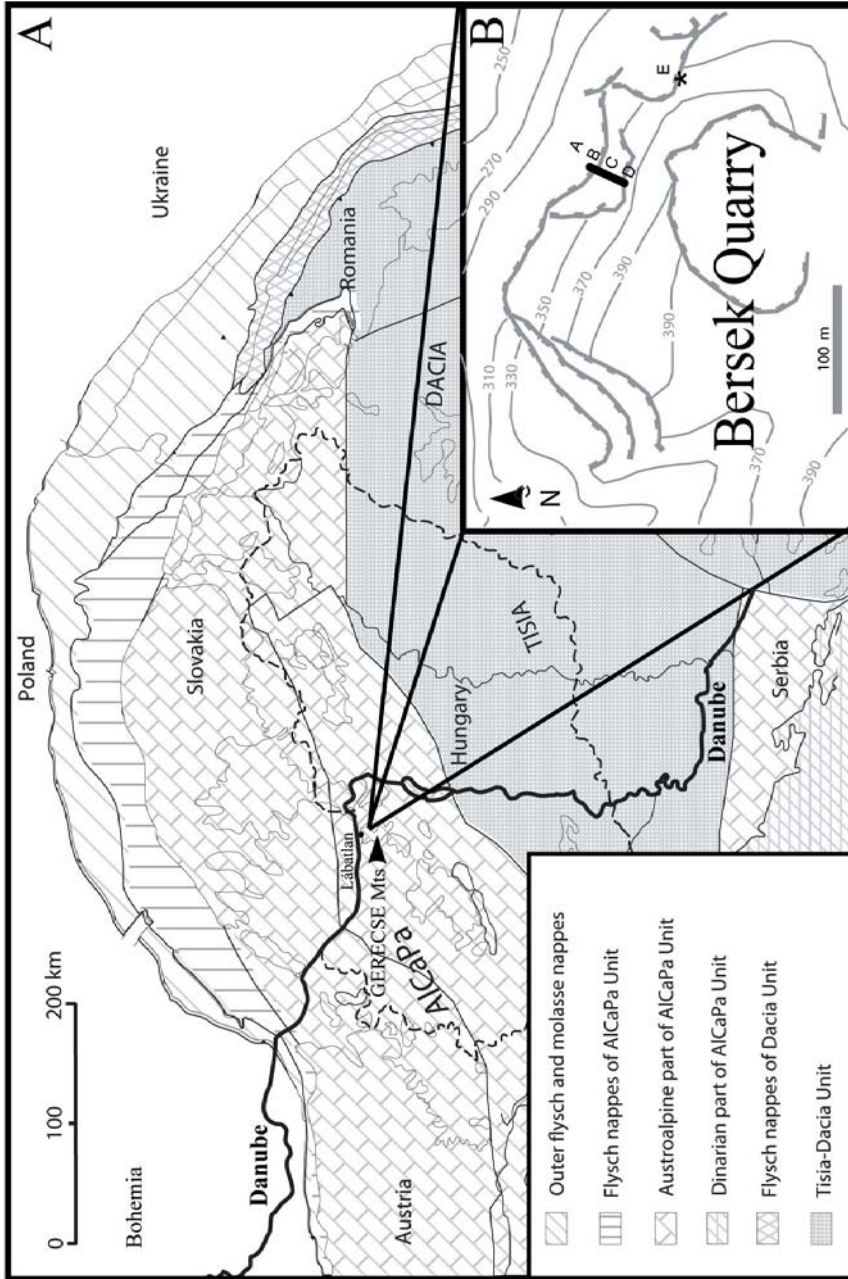 A
Bohemia
Poland
Ukraine
0 100 200 km
Danube
Austria
Slovakia
Romania
Lábatlan
GERECSE Mts
AlCaPa
Hungary
DACIA
TISIA
Danube
Serbia
Outer flysch and molasse nappes
Flysch nappes of AlCaPa Unit
Austroalpine part of AlCaPa Unit
Dinarian part of AlCaPa Unit
Flysch nappes of Dacia Unit
Tisia-Dacia Unit
B
N
310
330
350
370
390
250
270
290
A
B
C
D
E
*
390
370
390
Bersek Quarry
100 m